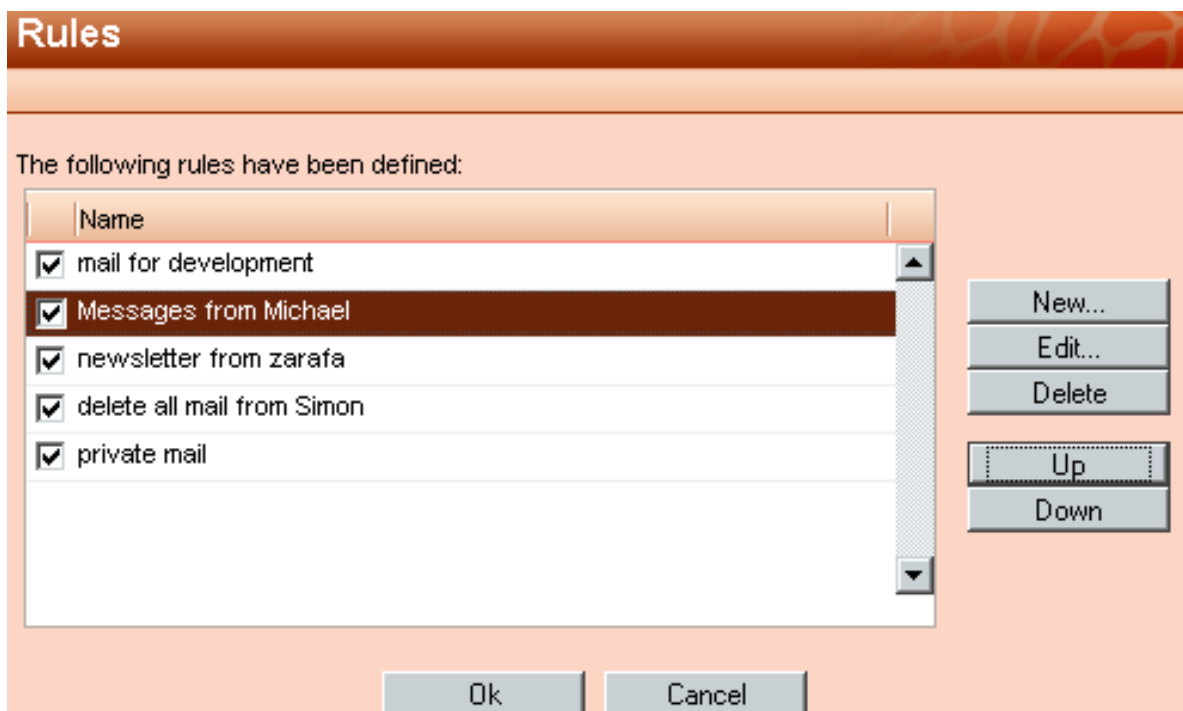 Rules
The following rules have been defined:
Name
mail for development
Messages from Michael
newsletter from zarafa
delete all mail from Simon
private mail
New...
Edit...
Delete
Up
Down
Ok
Cancel